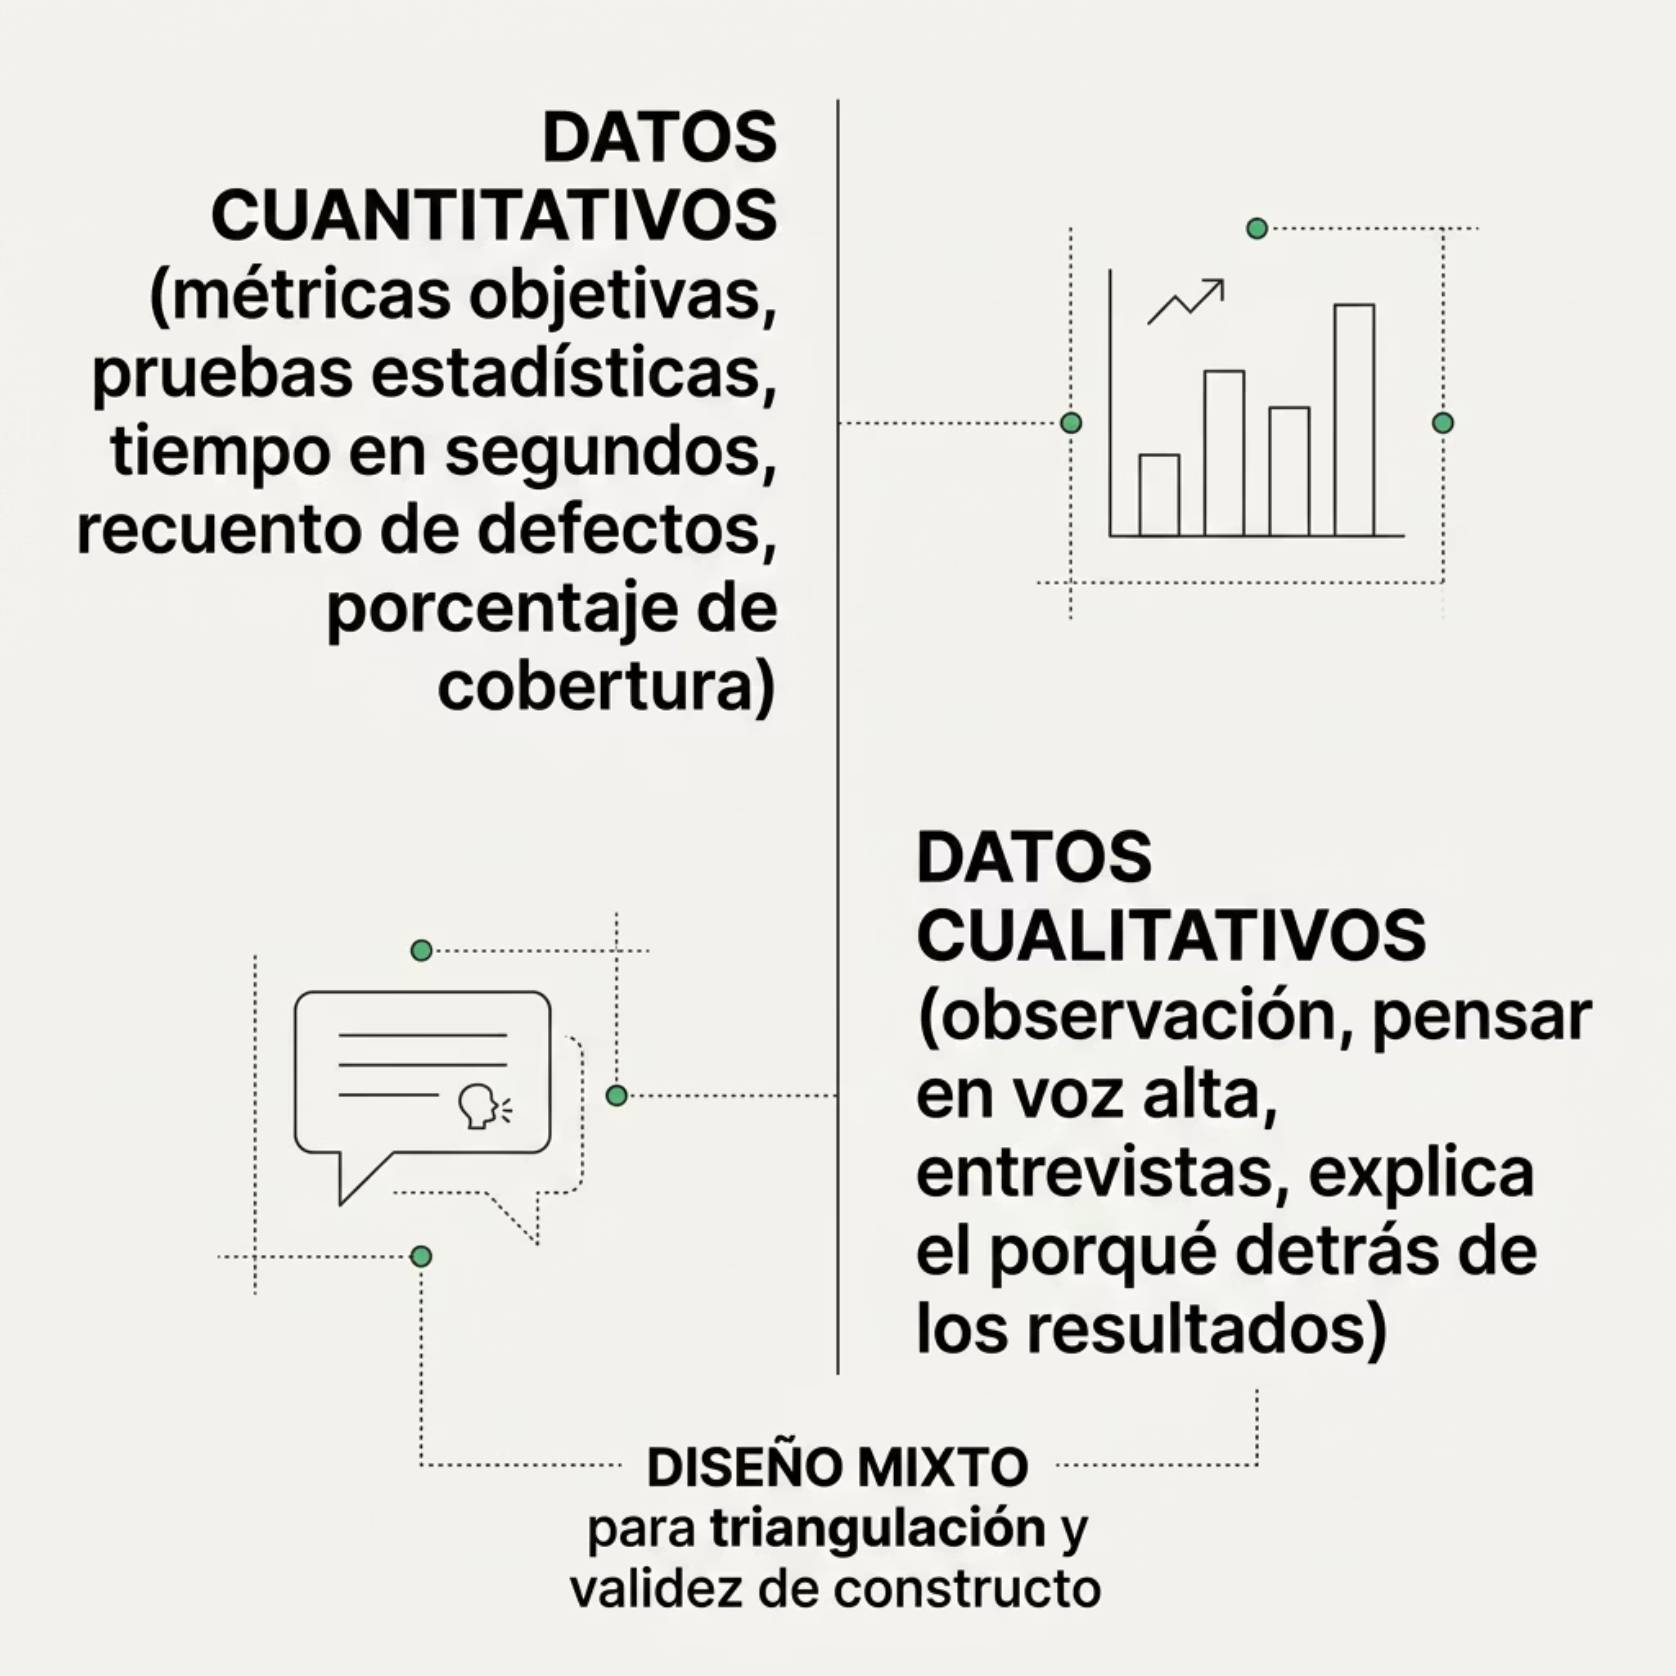 DATOS
CUANTITATIVOS
(métricas objetivas,
pruebas estadísticas,
tiempo en segundos,
recuento de defectos,
porcentaje de
cobertura)
DATOS
CUALITATIVOS
(observación, pensar
en voz alta,
entrevistas, explica
el porqué detrás de
los resultados)
DISEÑO MIXTO
para triangulación y
validez de constructo